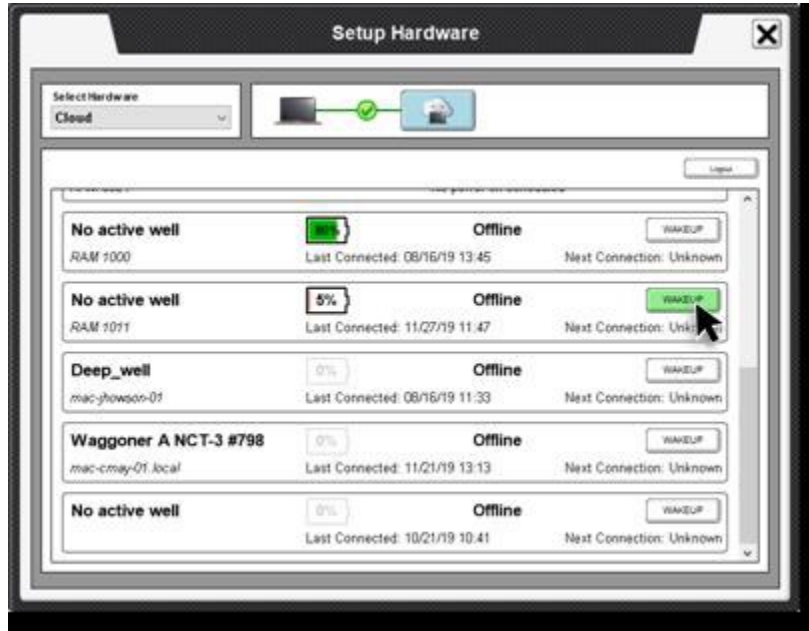 Setup Hardware
Select Hardware
Cloud
Logout
No active well Offline WAKEUP
RAM 1000 Last Connected: 08/16/19 13:45 Next Connection: Unknown
No active well 5% Offline WAKEUP
RAM 1011 Last Connected: 11/27/19 11:47 Next Connection:
Deep_well 0% Offline WAKEUP
mac-jhowson-01 Last Connected: 08/16/19 11:33 Next Connection: Unknown
Waggoner A NCT-3 #798 0% Offline WAKEUP
mac-cmay-01.local Last Connected: 11/21/19 13:13 Next Connection: Unknown
No active well 0% Offline WAKEUP
Last Connected: 10/21/19 10:41 Next Connection: Unknown